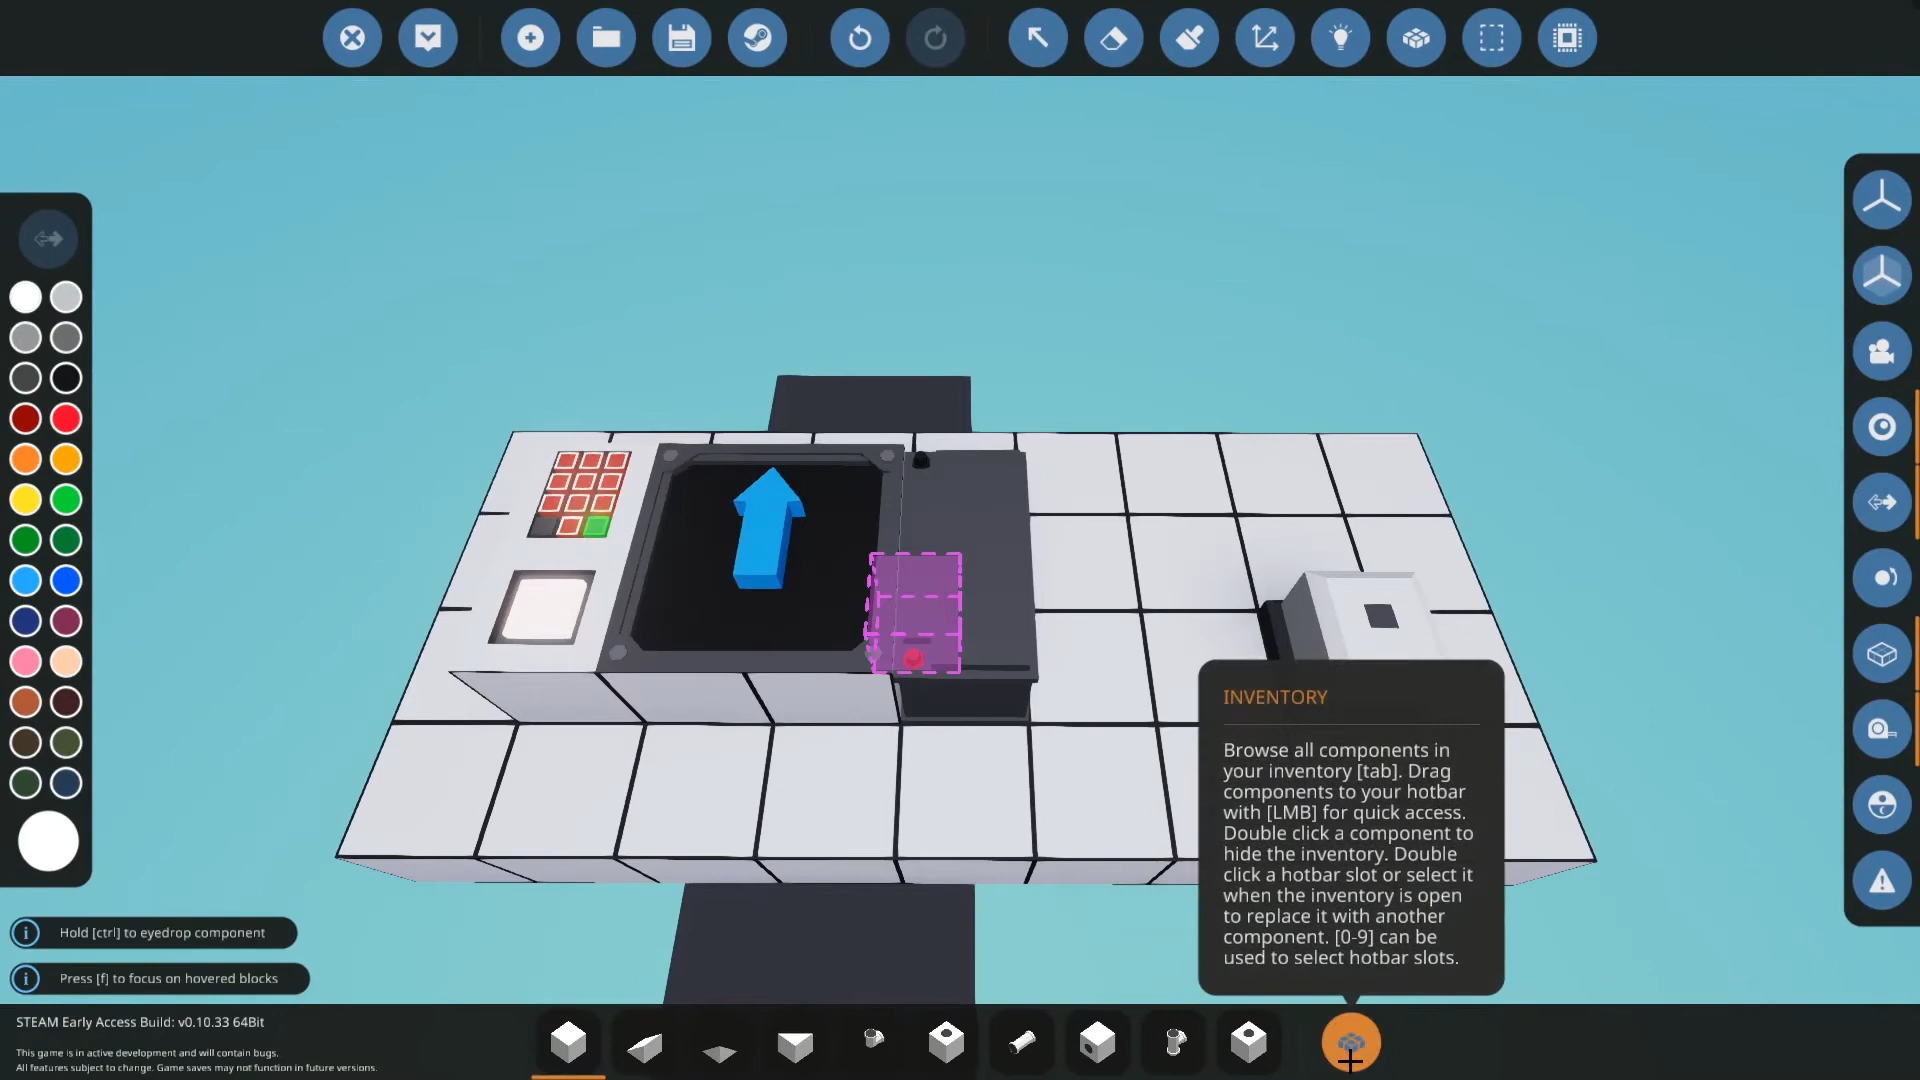 INVENTORY
Browse all components in
your inventory [tab]. Drag
components to your hotbar
with [LMB] for quick access.
Double click a component to
hide the inventory. Double
click a hotbar slot or select it
when the inventory is open
to replace it with another
component. [0-9] can be
used to select hotbar slots.
Hold [ctrl] to eyedrop component
Press [f] to focus on hovered blocks
STEAM Early Access Build: v0.10.33 64Bit
This game is in active development and will contain bugs.
All features subject to change. Game saves may not function in future versions.